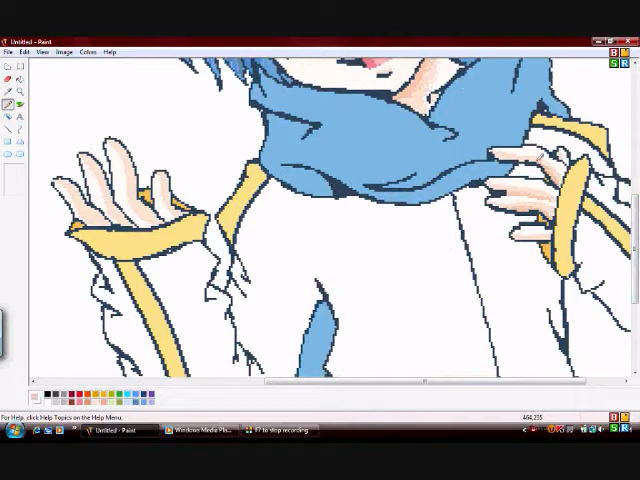 Untitled - Paint
File Edit View Image Colors Help
B
S R
A
For Help, click Help Topics on the Help Menu.
464,235
B
S R
Untitled - Paint
Windows Media Pla...
F7 to stop recording